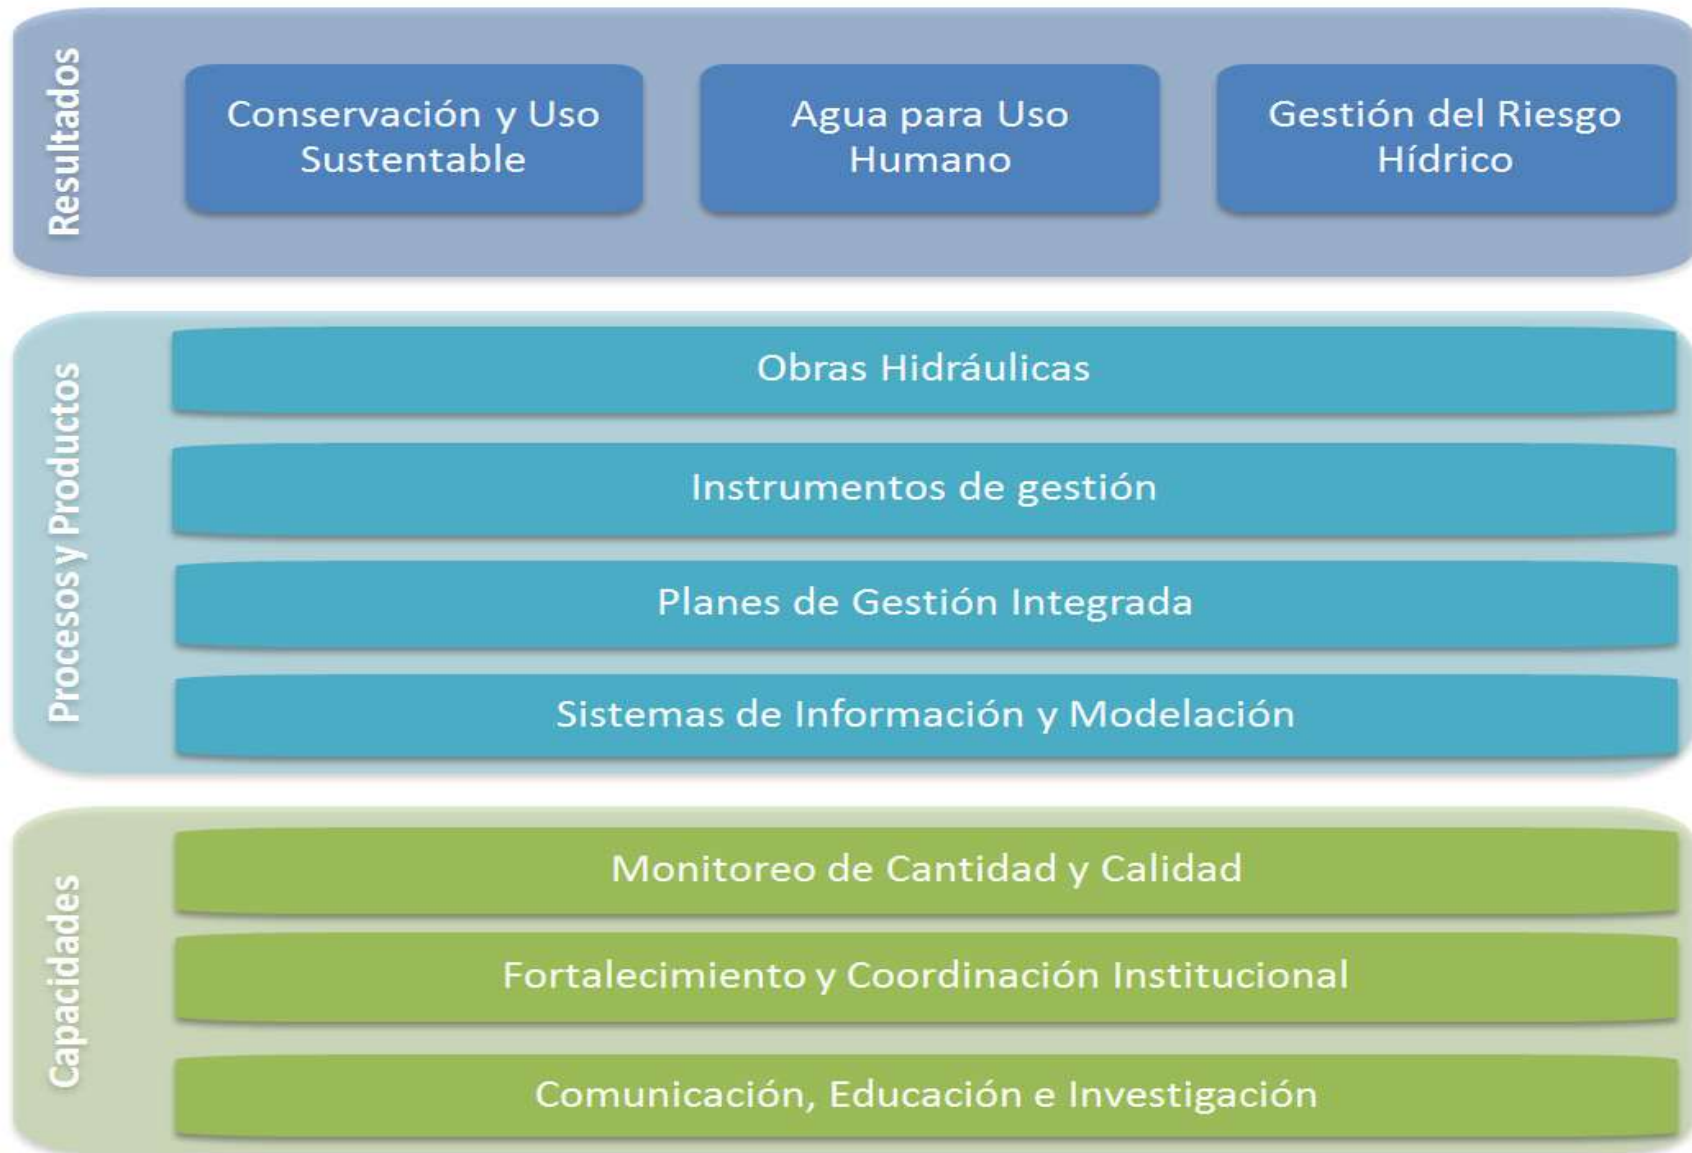 Resultados
Conservación y Uso
Sustentable
Agua para Uso
Humano
Gestión del Riesgo
Hídrico
Procesos y Productos
Obras Hidráulicas
Instrumentos de gestión
Planes de Gestión Integrada
Sistemas de Información y Modelación
Capacidades
Monitoreo de Cantidad y Calidad
Fortalecimiento y Coordinación Institucional
Comunicación, Educación e Investigación